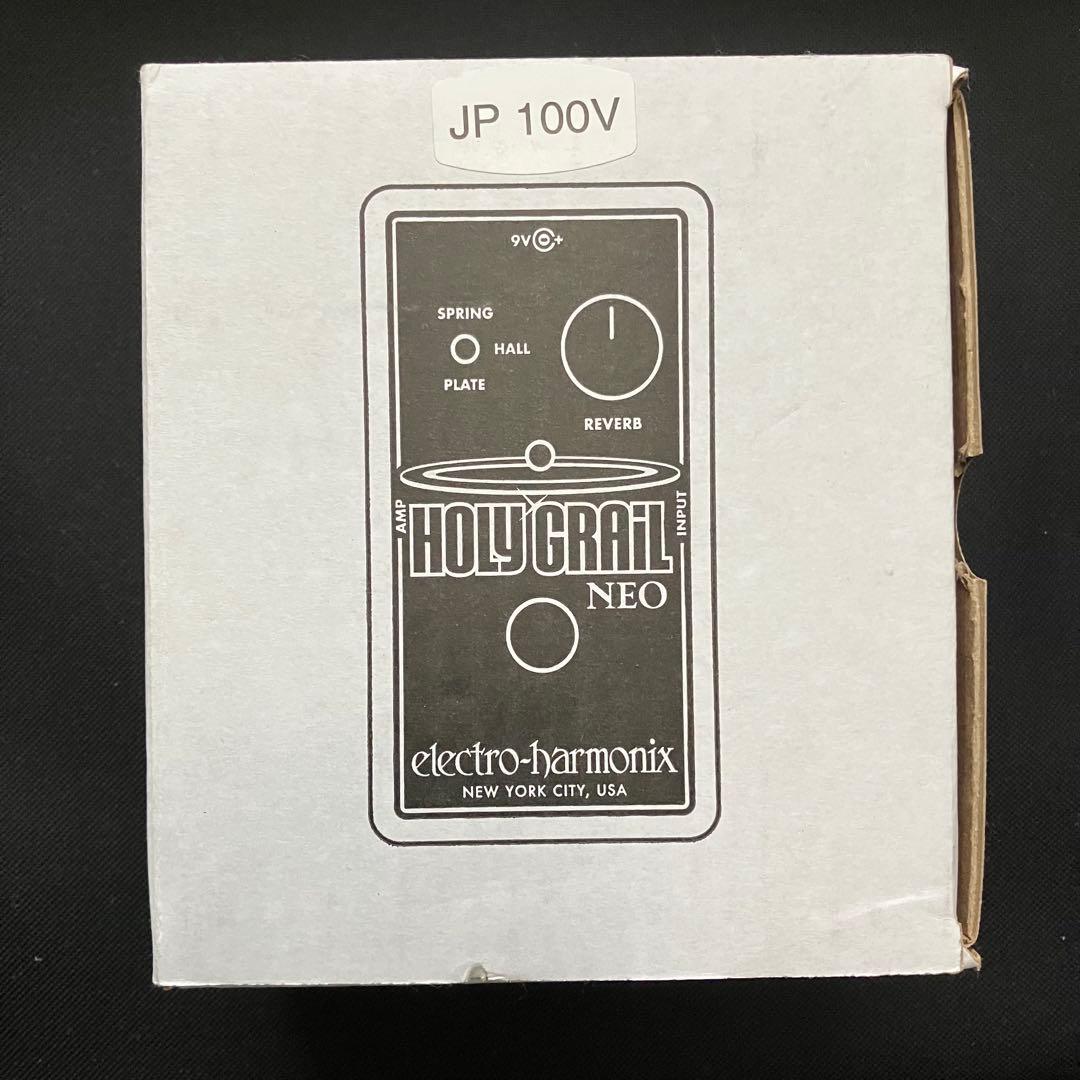 JP 100V
9V +
SPRING
HALL
PLATE
REVERB
AMP
INPUT
HOLY GRAiL
NEO
electro-harmonix
NEW YORK CITY, USA